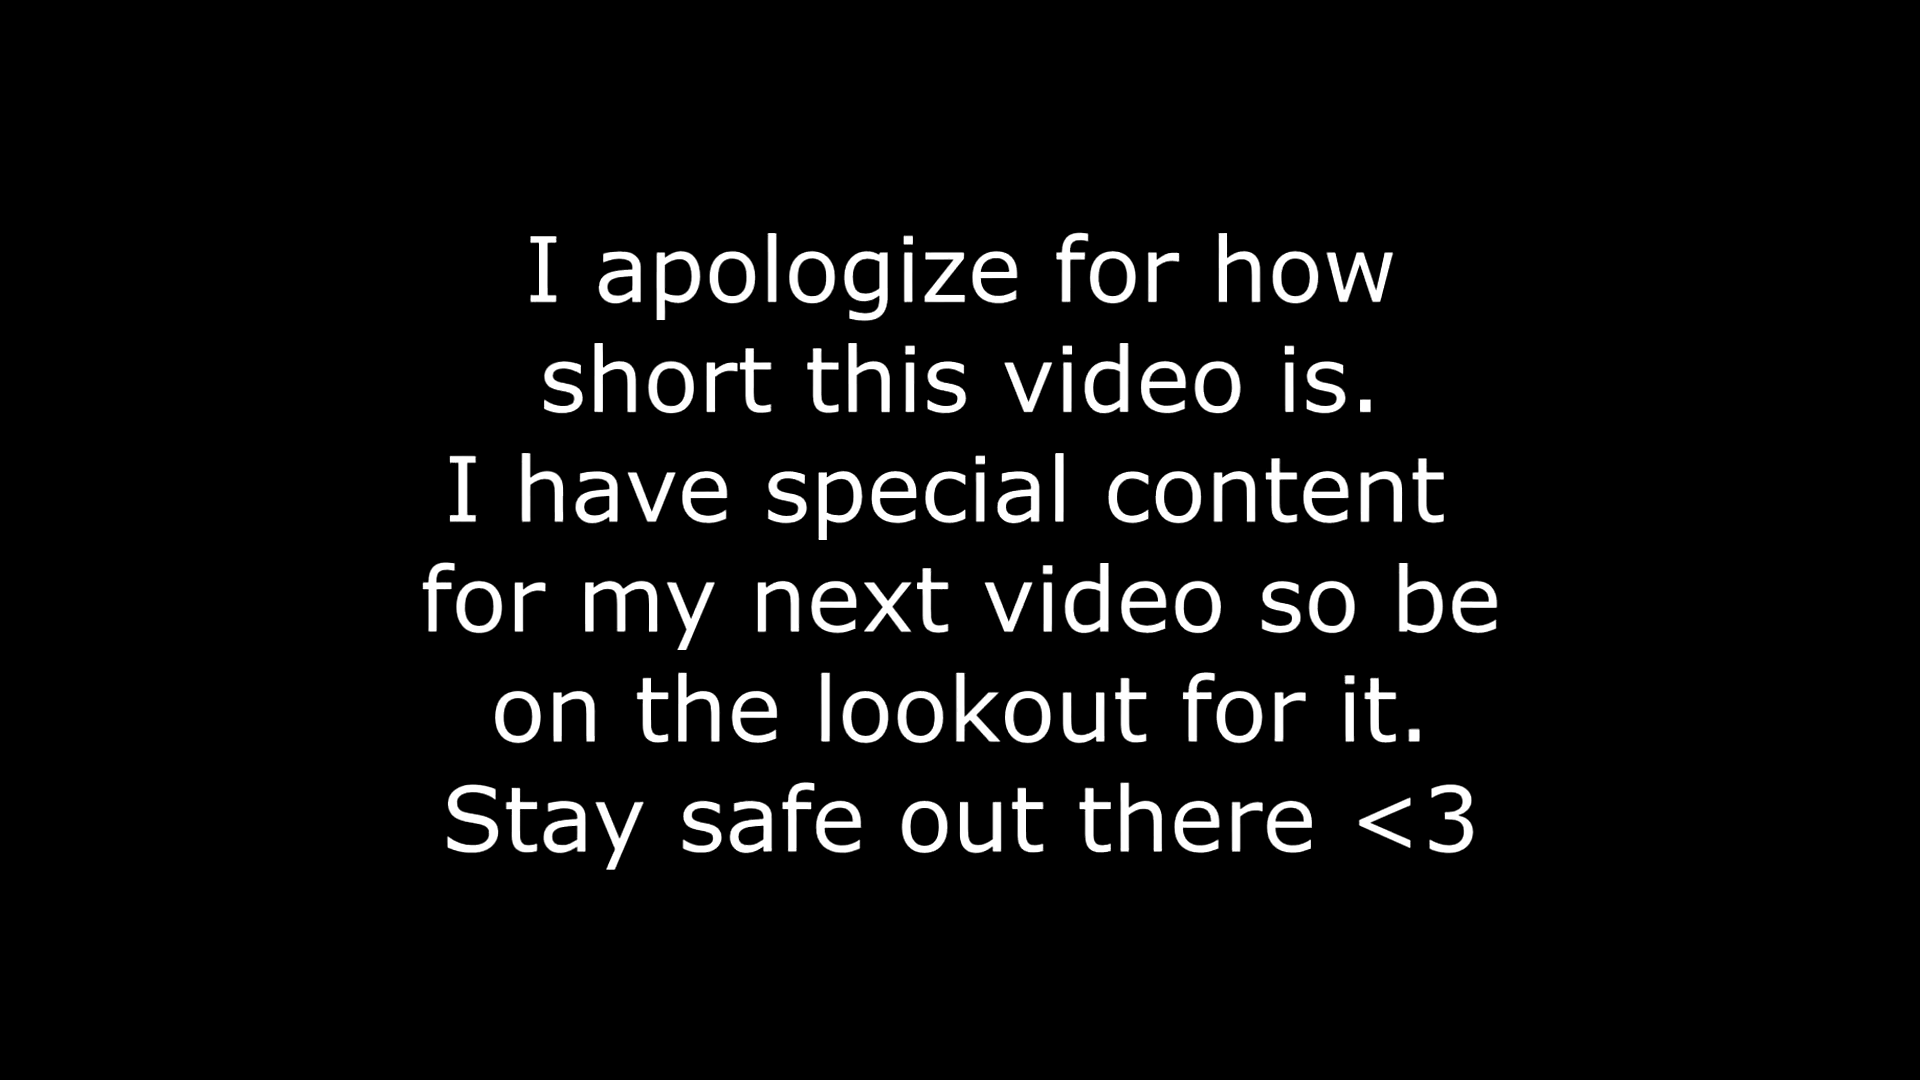 I apologize for how
short this video is.
I have special content
for my next video so be
on the lookout for it.
Stay safe out there <3